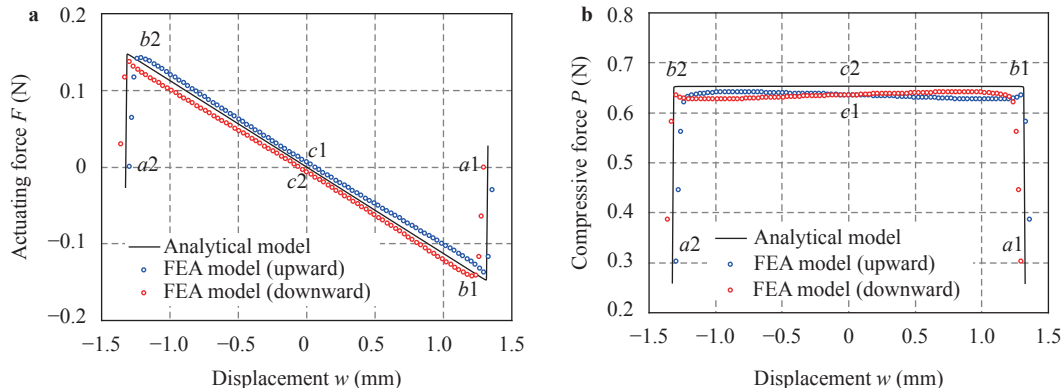 a
0.2
0.1
0
−0.1
−0.2
Actuating force F (N)
b2
a2
c1
c2
a1
b1
Analytical model
FEA model (upward)
FEA model (downward)
−1.5 −1.0 −0.5 0 0.5 1.0 1.5
Displacement w (mm)
b
0.8
0.7
0.6
0.5
0.4
0.3
0.2
Compressive force P (N)
b2
c2
b1
c1
a2
a1
Analytical model
FEA model (upward)
FEA model (downward)
−1.5 −1.0 −0.5 0 0.5 1.0 1.5
Displacement w (mm)